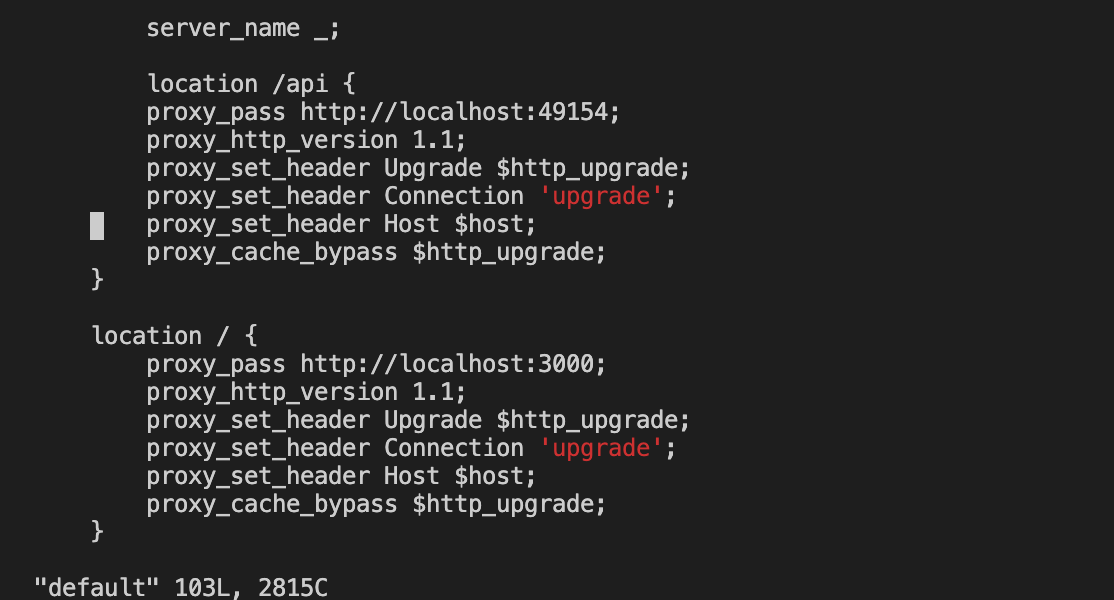 server_name _;
location /api {
proxy_pass http://localhost:49154;
proxy_http_version 1.1;
proxy_set_header Upgrade $http_upgrade;
proxy_set_header Connection 'upgrade';
proxy_set_header Host $host;
proxy_cache_bypass $http_upgrade;
}
location / {
proxy_pass http://localhost:3000;
proxy_http_version 1.1;
proxy_set_header Upgrade $http_upgrade;
proxy_set_header Connection 'upgrade';
proxy_set_header Host $host;
proxy_cache_bypass $http_upgrade;
}
"default" 103L, 2815C